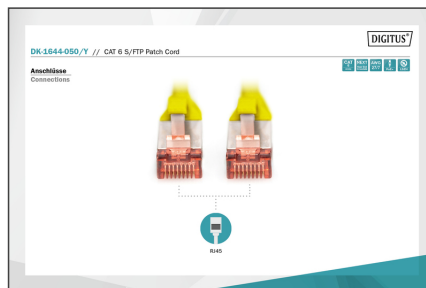 DIGITUS®
DK-1644-050/Y // CAT 6 S/FTP Patch Cord
Anschlüsse
Connections
RJ45